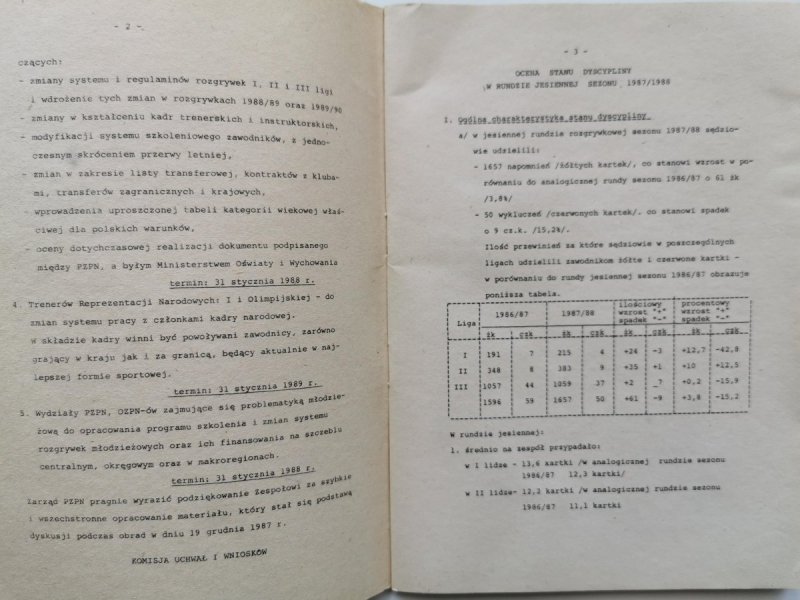 - 2 -
czących:
- zmiany systemu i regulaminów rozgrywek I, II i III ligi
i wdrożenie tych zmian w rozgrywkach 1988/89 oraz 1989/90
- zmiany w kształceniu kadr trenerskich i instruktorskich,
- modyfikacji systemu szkoleniowego zawodników, z jedno-
czesnym skróceniem przerwy letniej,
- zmian w zakresie listy transferowej, kontraktów z kluba-
mi, transferów zagranicznych i krajowych,
- wprowadzenia uproszczonej tabeli kategorii wiekowej właś-
ciwej dla polskich warunków,
- oceny dotychczasowej realizacji dokumentu podpisanego
między PZPN, a byłym Ministerstwem Oświaty i Wychowania
termin: 31 stycznia 1988 r.
4. Trenerów Reprezentacji Narodowych: I i Olimpijskiej - do
zmian systemu pracy z członkami kadry narodowej.
W składzie kadry winni być powoływani zawodnicy, zarówno
grający w kraju jak i za granicą, będący aktualnie w naj-
lepszej formie sportowej.
termin: 31 stycznia 1989 r.
5. Wydziały PZPN, OZPN-ów zajmujące się problematyką młodzie-
żową do opracowania programu szkolenia i zmian systemu
rozgrywek młodzieżowych oraz ich finansowania na szczeblu
centralnym, okręgowym oraz w makroregionach.
termin: 31 stycznia 1988 r.
Zarząd PZPN pragnie wyrazić podziękowanie Zespołowi za szybkie
i wszechstronne opracowanie materiału, który stał się podstawą
dyskusji podczas obrad w dniu 19 grudnia 1987 r.
KOMISJA UCHWAŁ I WNIOSKÓW
- 3 -
OCENA STANU DYSCYPLINY
W RUNDZIE JESIENNEJ SEZONU 1987/1988
I. Ogólna charakterystyka stanu dyscypliny.
a/ w jesiennej rundzie rozgrywkowej sezonu 1987/88 sędzio-
wie udzielili:
- 1657 napomnień /żółtych kartek/, co stanowi wzrost w po-
równaniu do analogicznej rundy sezonu 1986/87 o 61 żk
/3,8%/
- 50 wykluczeń /czerwonych kartek/. co stanowi spadek
o 9 cz.k. /15,2%/.
Ilość przewinień za które sędziowie w poszczególnych
ligach udzielili zawodnikom żółte i czerwone kartki -
w porównaniu do rundy jesiennej sezonu 1986/87 obrazuje
poniższa tabela.
Liga 1986/87 1987/88 ilościowy wzrost "+" spadek "-" procentowy wzrost "+" spadek "-"
żk czk żk czk żk czk żk czk
I 191 7 215 4 +24 -3 +12,7 -42,8
II 348 8 383 9 +35 +1 +10 +12,5
III 1057 44 1059 37 +2 _7 +0,2 -15,9
1596 59 1657 50 +61 -9 +3,8 -15,2
W rundzie jesiennej:
1. średnio na zespół przypadało:
w I lidze - 13,6 kartki /w analogicznej rundzie sezonu
1986/87 12,3 kartki/
w II lidze- 12,2 kartki /w analogicznej rundzie sezonu
1986/87 11,1 kartki